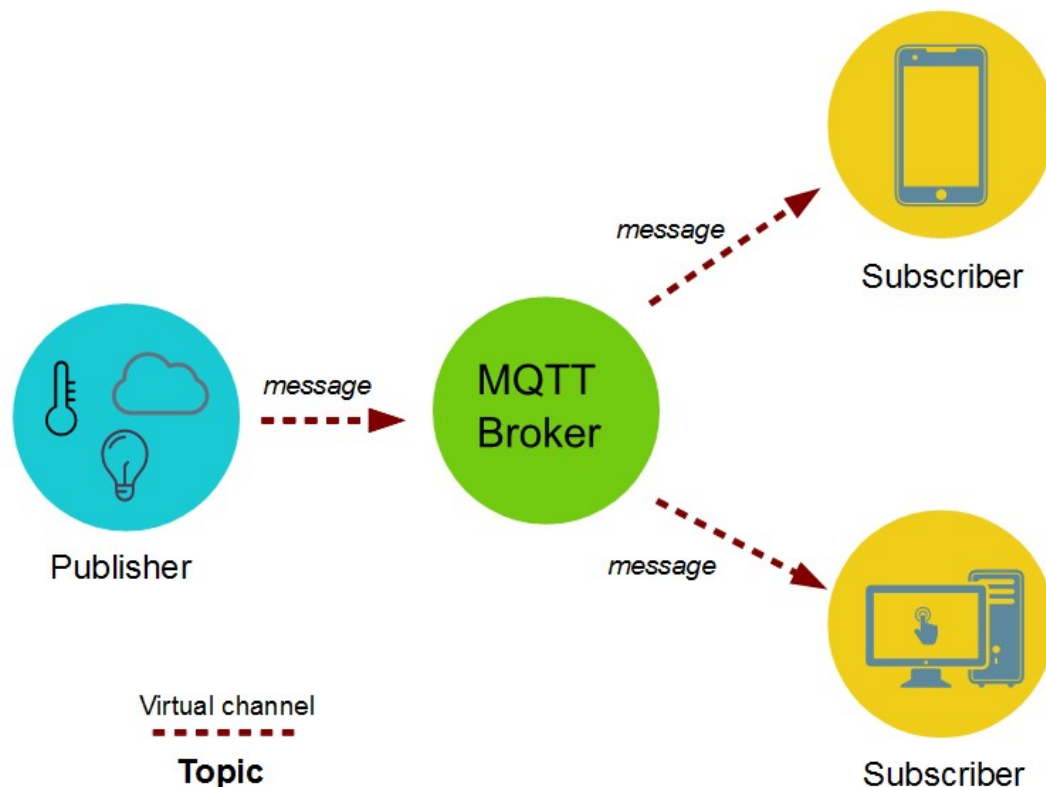 message
Subscriber
message
MQTT
Broker
Publisher
message
Virtual channel
Topic
Subscriber